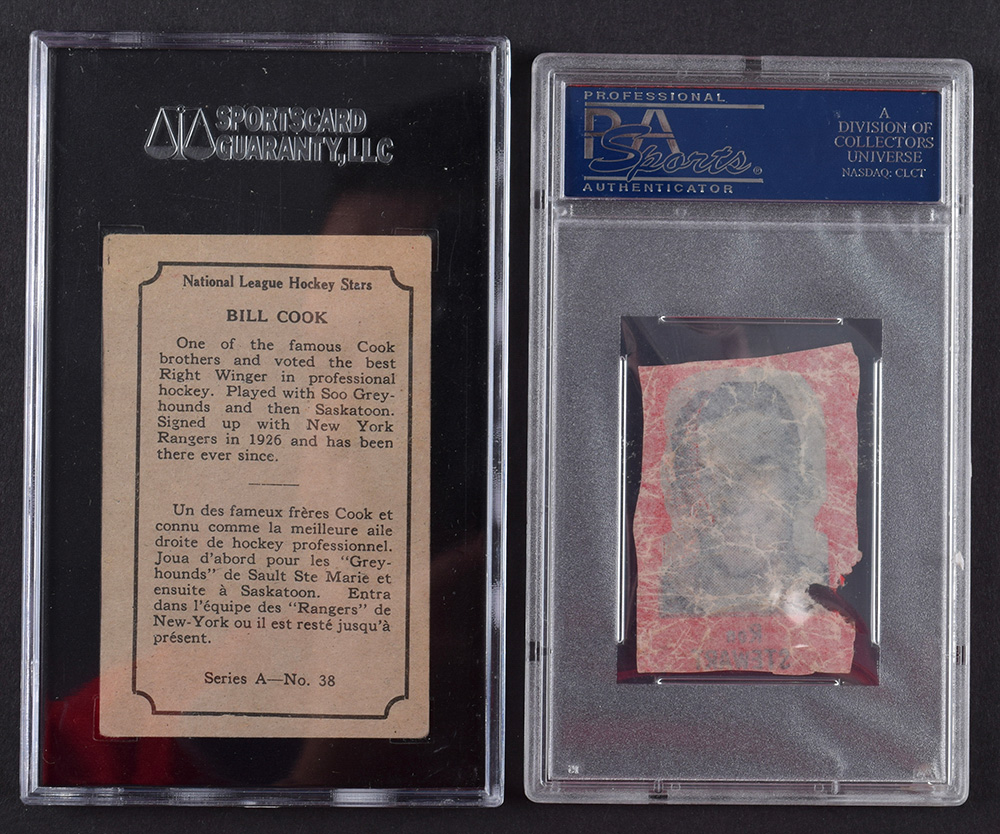 SPORTSCARD
GUARANTY, LLC
National League Hockey Stars
BILL COOK
One of the famous Cook
brothers and voted the best
Right Winger in professional
hockey. Played with Soo Grey-
hounds and then Saskatoon.
Signed up with New York
Rangers in 1926 and has been
there ever since.
Un des fameux frères Cook et
connu comme la meilleure aile
droite de hockey professionnel.
Joua d'abord pour les "Grey-
hounds" de Sault Ste Marie et
ensuite à Saskatoon. Entra
dans l'équipe des "Rangers" de
New-York ou il est resté jusqu'à
présent.
Series A—No. 38
PROFESSIONAL
PSA
Sports
AUTHENTICATOR
A
DIVISION OF
COLLECTORS
UNIVERSE
NASDAQ: CLCT